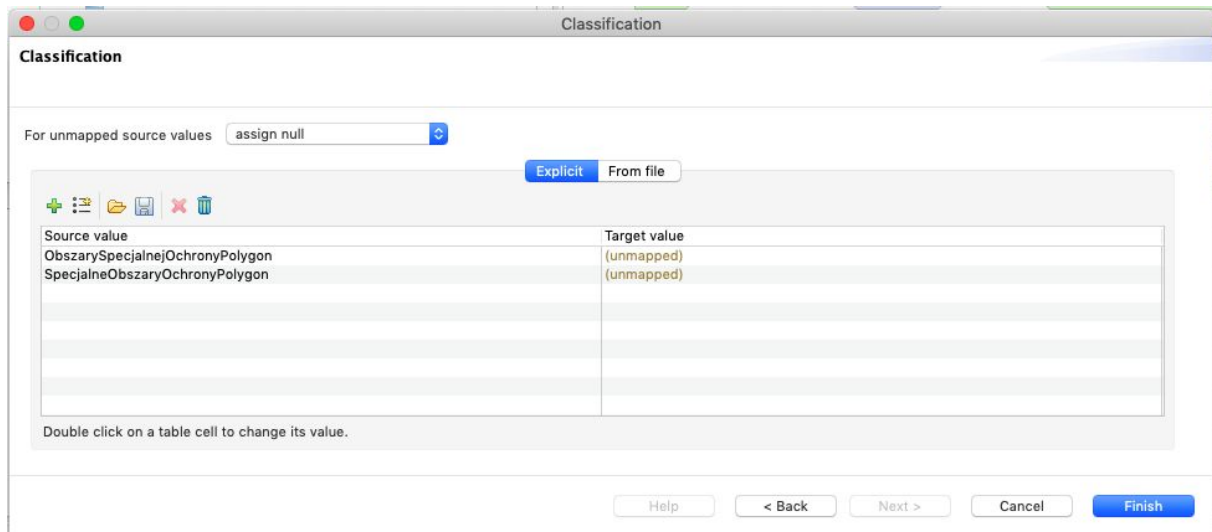 Classification
Classification
For unmapped source values assign null
Explicit From file
Source value Target value
ObszarySpecjalnejOchronyPolygon (unmapped)
SpecjalneObszaryOchronyPolygon (unmapped)
Double click on a table cell to change its value.
Help < Back Next > Cancel Finish